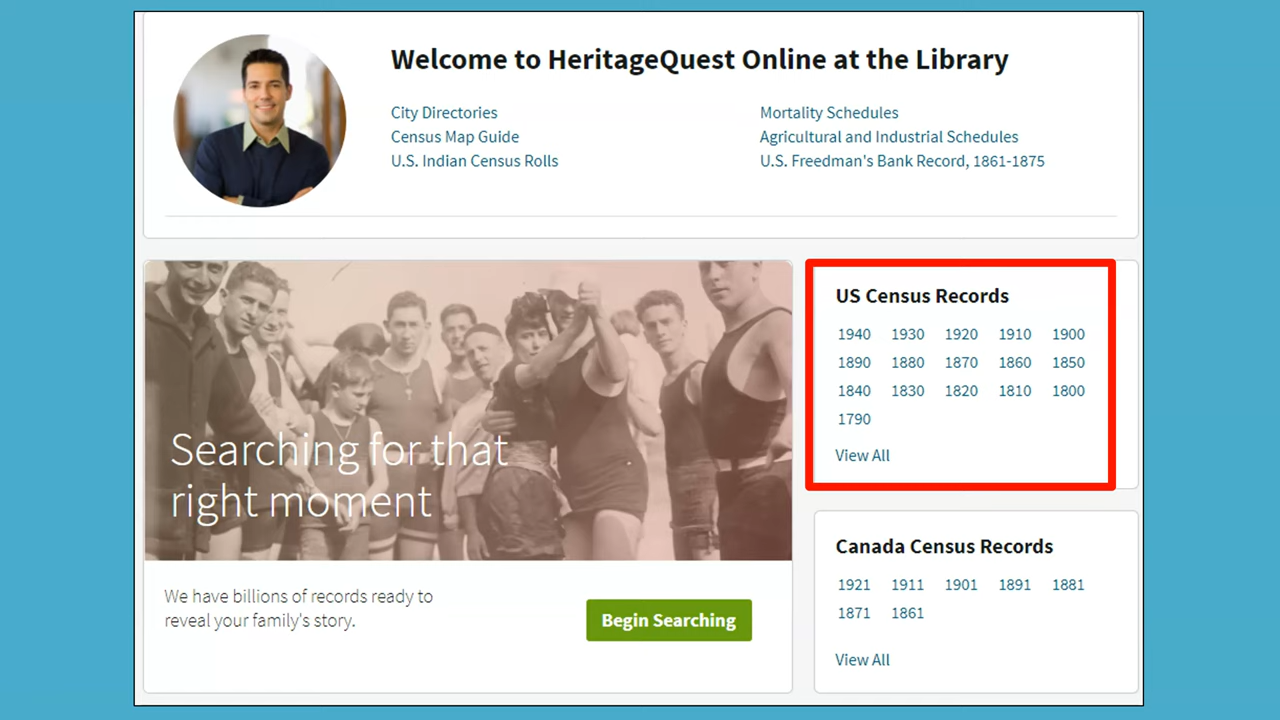 Welcome to HeritageQuest Online at the Library
City Directories
Census Map Guide
U.S. Indian Census Rolls
Mortality Schedules
Agricultural and Industrial Schedules
U.S. Freedman's Bank Record, 1861-1875
Searching for that
right moment
We have billions of records ready to
reveal your family's story.
Begin Searching
US Census Records
1940 1930 1920 1910 1900
1890 1880 1870 1860 1850
1840 1830 1820 1810 1800
1790
View All
Canada Census Records
1921 1911 1901 1891 1881
1871 1861
View All